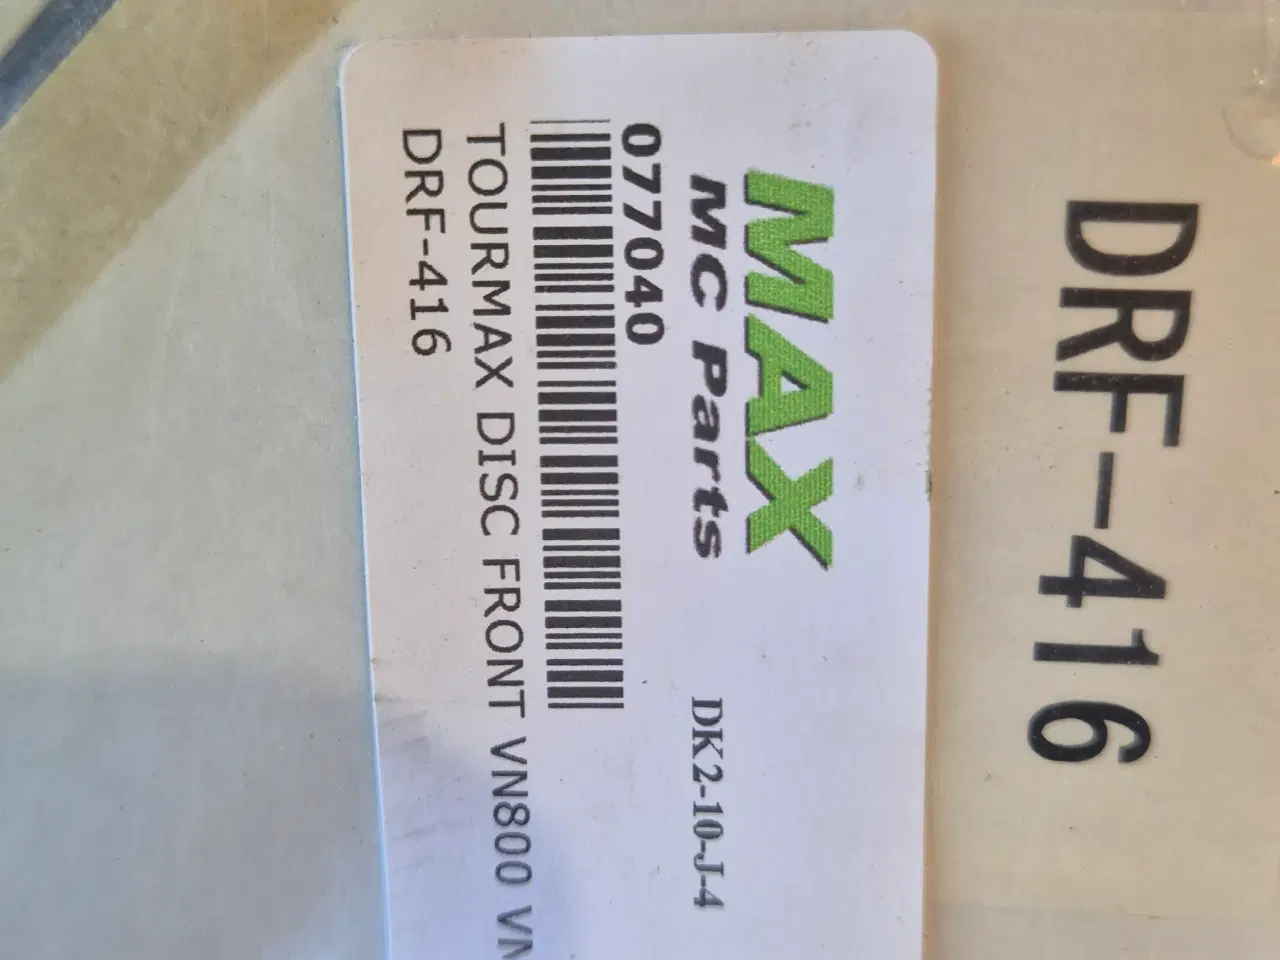 DRF-416
MAX
MC Parts
DK2-10-J-4
077040
TOURMAX DISC FRONT VN800
DRF-416